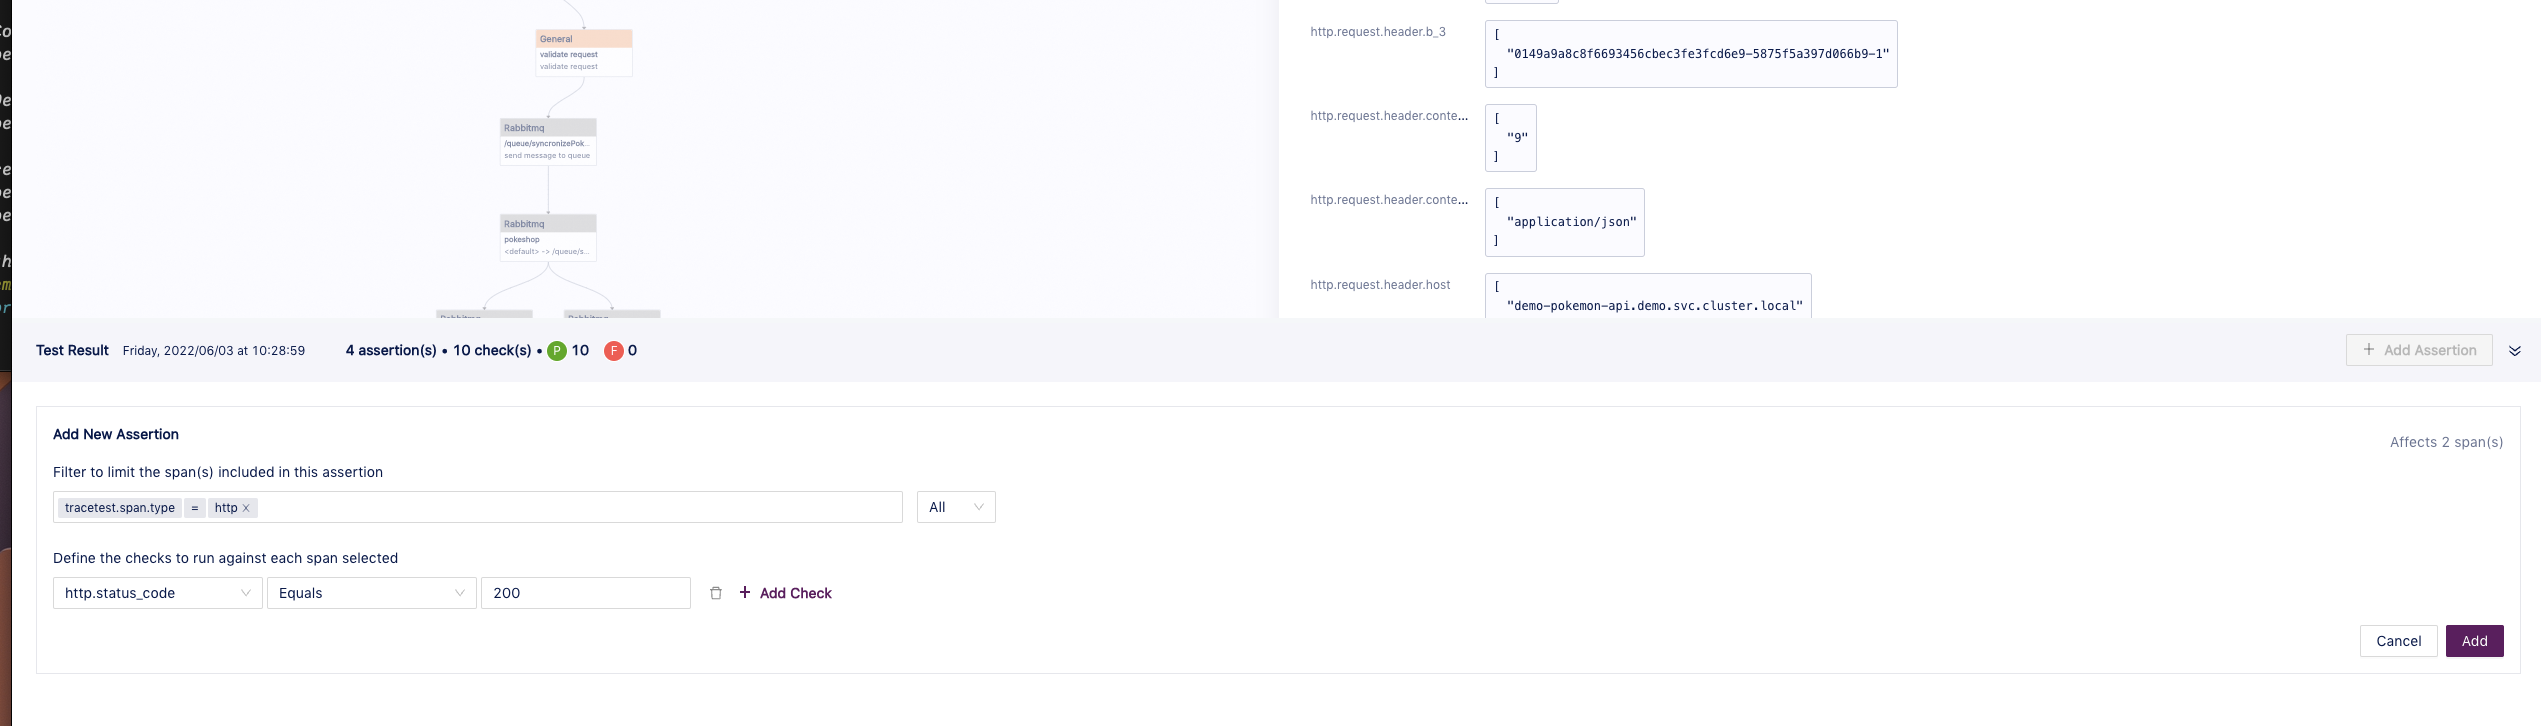 General
validate request
validate request
Rabbitmq
/queue/syncronizePok...
send message to queue
Rabbitmq
pokeshop
<default> -> /queue/s...
Rabbitmq
Rabbitmq
http.request.header.b_3
[
"0149a9a8c8f6693456cbec3fe3fcd6e9-5875f5a397d066b9-1"
]
http.request.header.conte...
[
"9"
]
http.request.header.conte...
[
"application/json"
]
http.request.header.host
[
"demo-pokemon-api.demo.svc.cluster.local"
Test Result Friday, 2022/06/03 at 10:28:59 4 assertion(s) • 10 check(s) • P 10 F 0
+ Add Assertion
Add New Assertion
Affects 2 span(s)
Filter to limit the span(s) included in this assertion
tracetest.span.type = http ×
All
Define the checks to run against each span selected
http.status_code Equals 200 + Add Check
Cancel Add